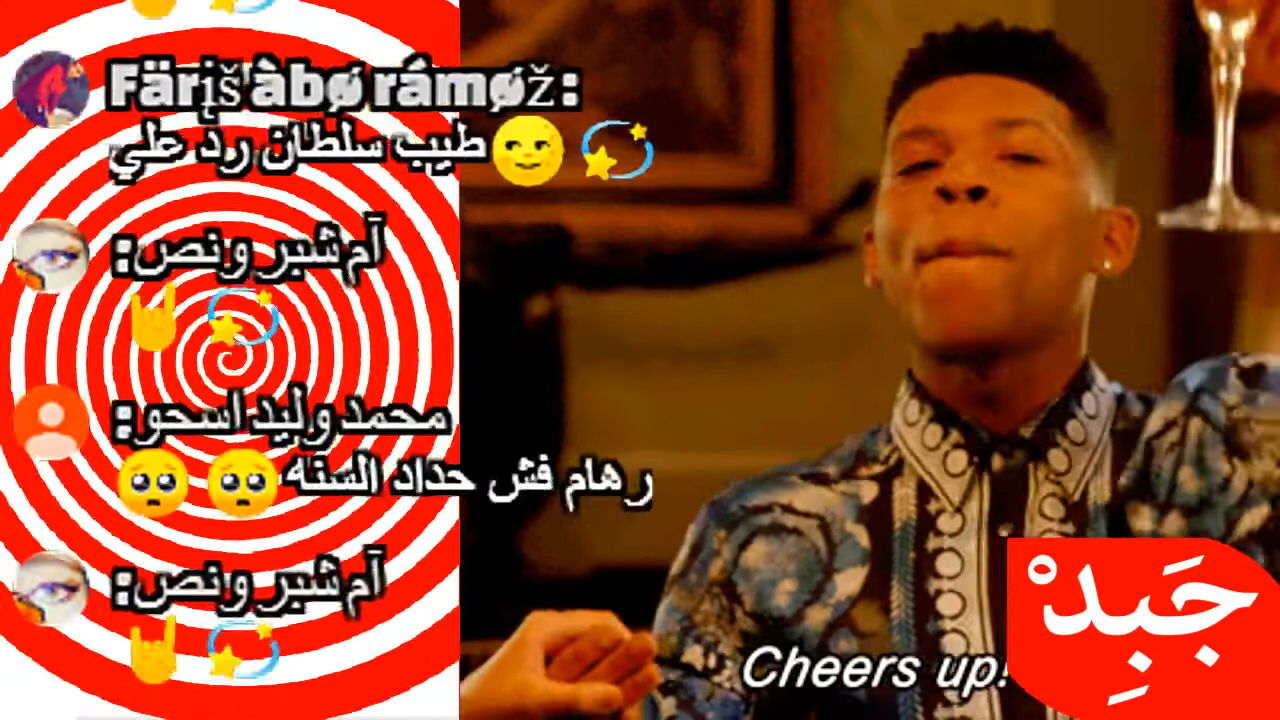 Färįš àbø rámøž:
طيب سلطان رد علي🌝 💫
آم شبر ونص:
🤘 💫
محمد وليد اسحو:
رهام فش حداد السنه🥺 🥺
آم شبر ونص:
🤘 💫
Cheers up!
جَبِدْ